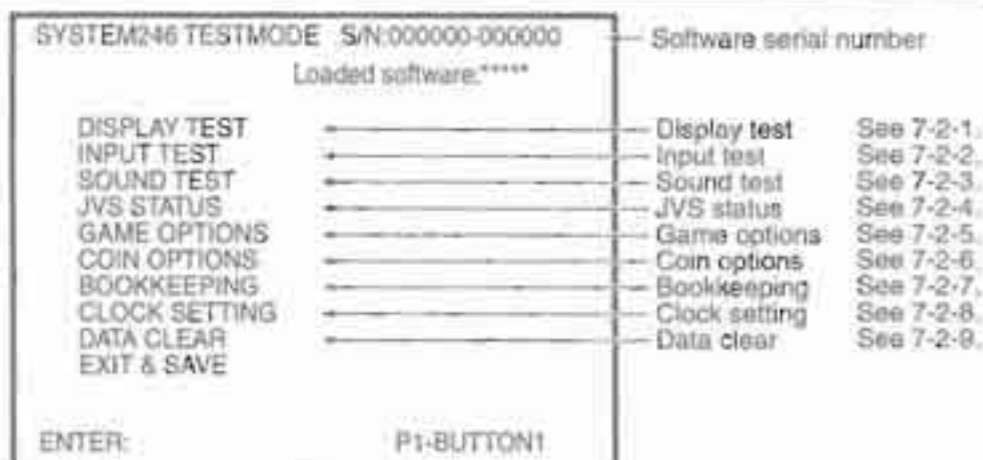 SYSTEM246 TESTMODE S/N:000000-000000 Software serial number
Loaded software:*****
DISPLAY TEST Display test See 7-2-1.
INPUT TEST Input test See 7-2-2.
SOUND TEST Sound test See 7-2-3.
JVS STATUS JVS status See 7-2-4.
GAME OPTIONS Game options See 7-2-5.
COIN OPTIONS Coin options See 7-2-6.
BOOKKEEPING Bookkeeping See 7-2-7.
CLOCK SETTING Clock setting See 7-2-8.
DATA CLEAR Data clear See 7-2-9.
EXIT & SAVE
ENTER: P1-BUTTON1